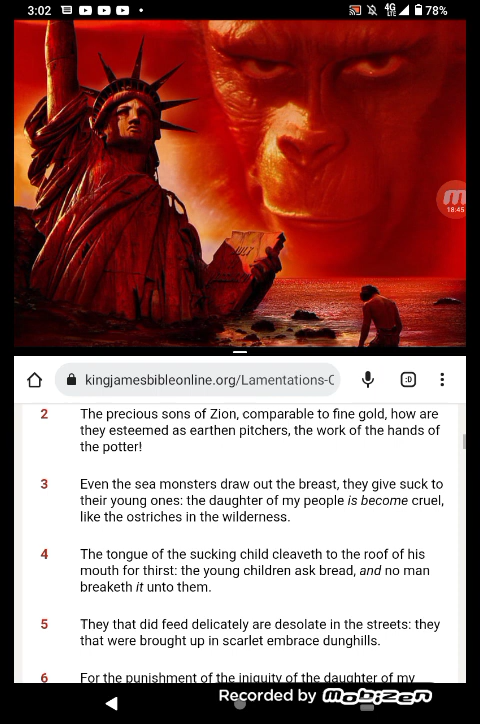 3:02
4G
LTE
78%
JULY
18:45
kingjamesbibleonline.org/Lamentations-C
:D
2 The precious sons of Zion, comparable to fine gold, how are
they esteemed as earthen pitchers, the work of the hands of
the potter!
3 Even the sea monsters draw out the breast, they give suck to
their young ones: the daughter of my people is become cruel,
like the ostriches in the wilderness.
4 The tongue of the sucking child cleaveth to the roof of his
mouth for thirst: the young children ask bread, and no man
breaketh it unto them.
5 They that did feed delicately are desolate in the streets: they
that were brought up in scarlet embrace dunghills.
6 For the punishment of the iniquity of the daughter of my
Recorded by Mobizen